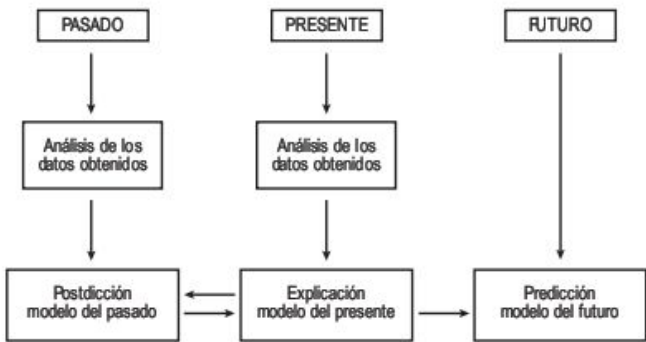 PASADO
PRESENTE
FUTURO
Análisis de los
datos obtenidos
Análisis de los
datos obtenidos
Postdicción
modelo del pasado
Explicación
modelo del presente
Predicción
modelo del futuro